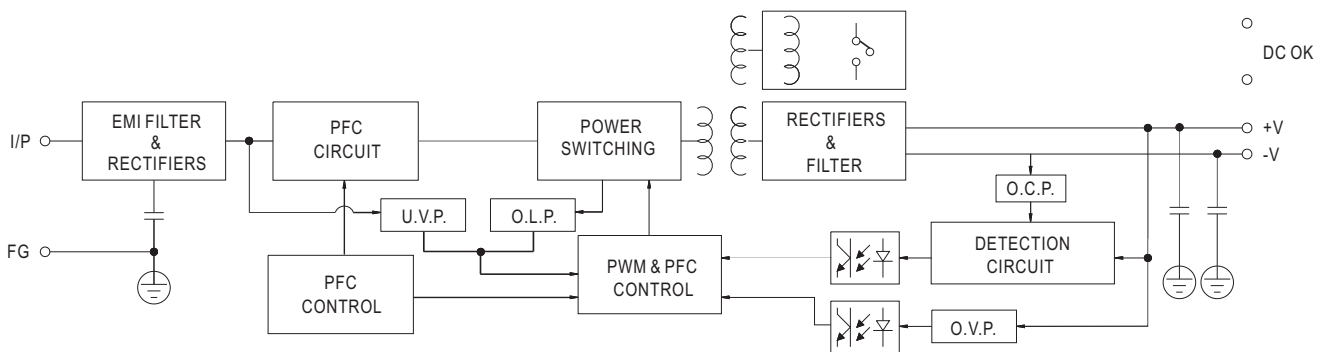 DC OK
I/P
EMI FILTER
&
RECTIFIERS
PFC
CIRCUIT
POWER
SWITCHING
RECTIFIERS
&
FILTER
+V
-V
U.V.P.
O.L.P.
O.C.P.
FG
PFC
CONTROL
PWM & PFC
CONTROL
DETECTION
CIRCUIT
O.V.P.